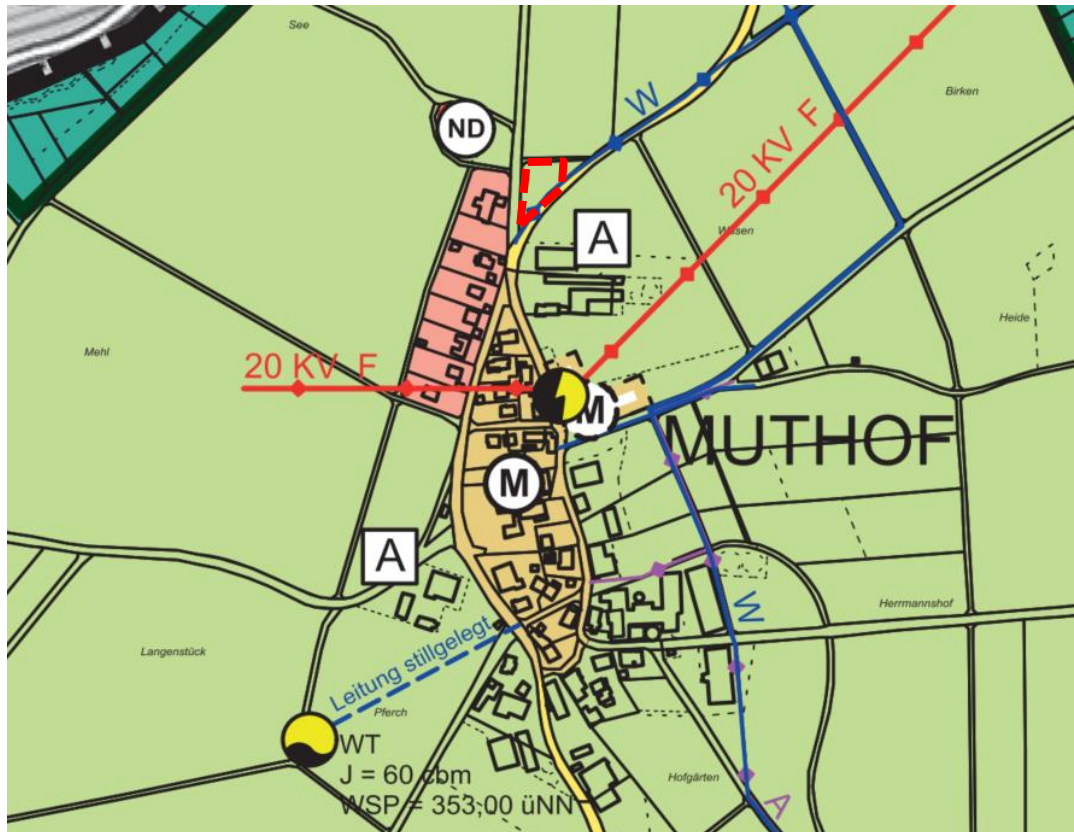 See
Birken
W
ND
20 KV F
A
Wasen
Heide
Mehl
20 KV F
M
MUTHOF
M
A
W
Herrmannshof
Langenstück
Leitung stillgelegt
Pferch
WT
J = 60 cbm
WSP = 353,00 üNN
Hofgärten
A